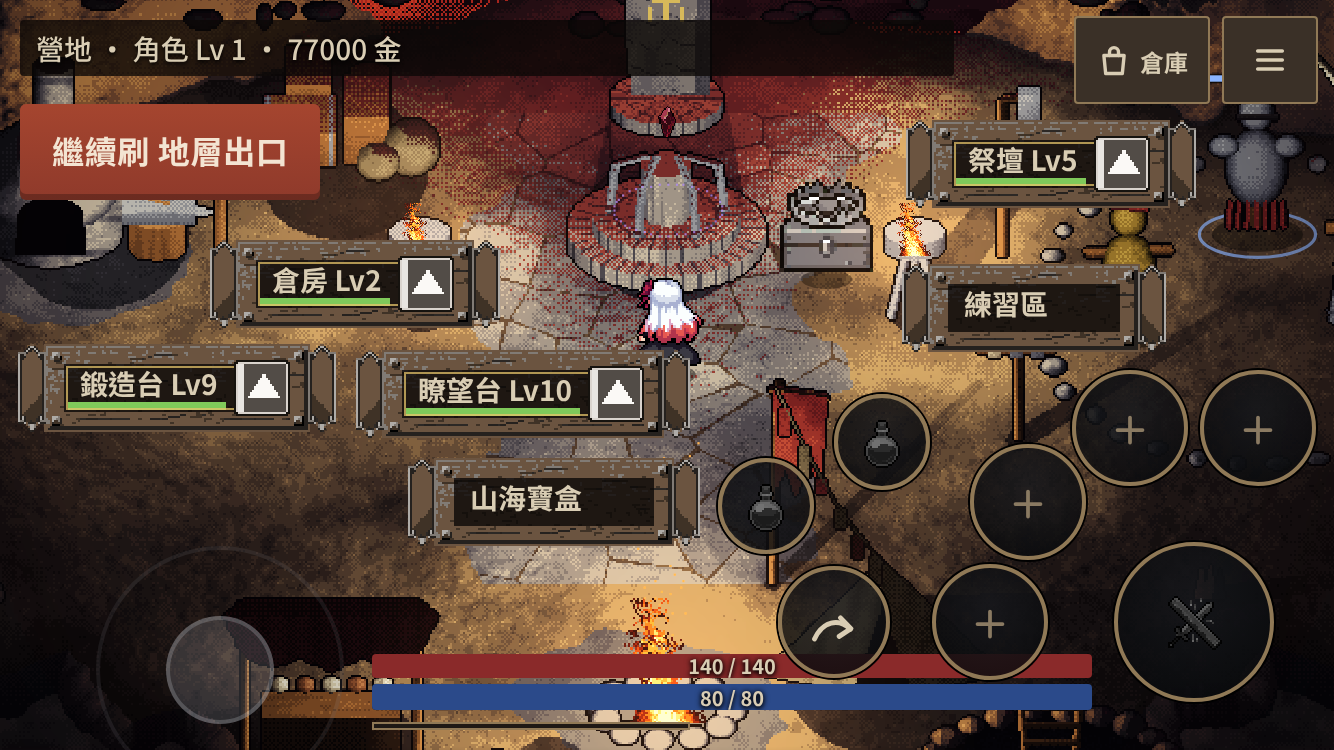 營地 • 角色 Lv 1 • 77000 金
倉庫
繼續刷 地層出口
祭壇 Lv5
倉房 Lv2
練習區
鍛造台 Lv9
瞭望台 Lv10
山海寶盒
140 / 140
80 / 80